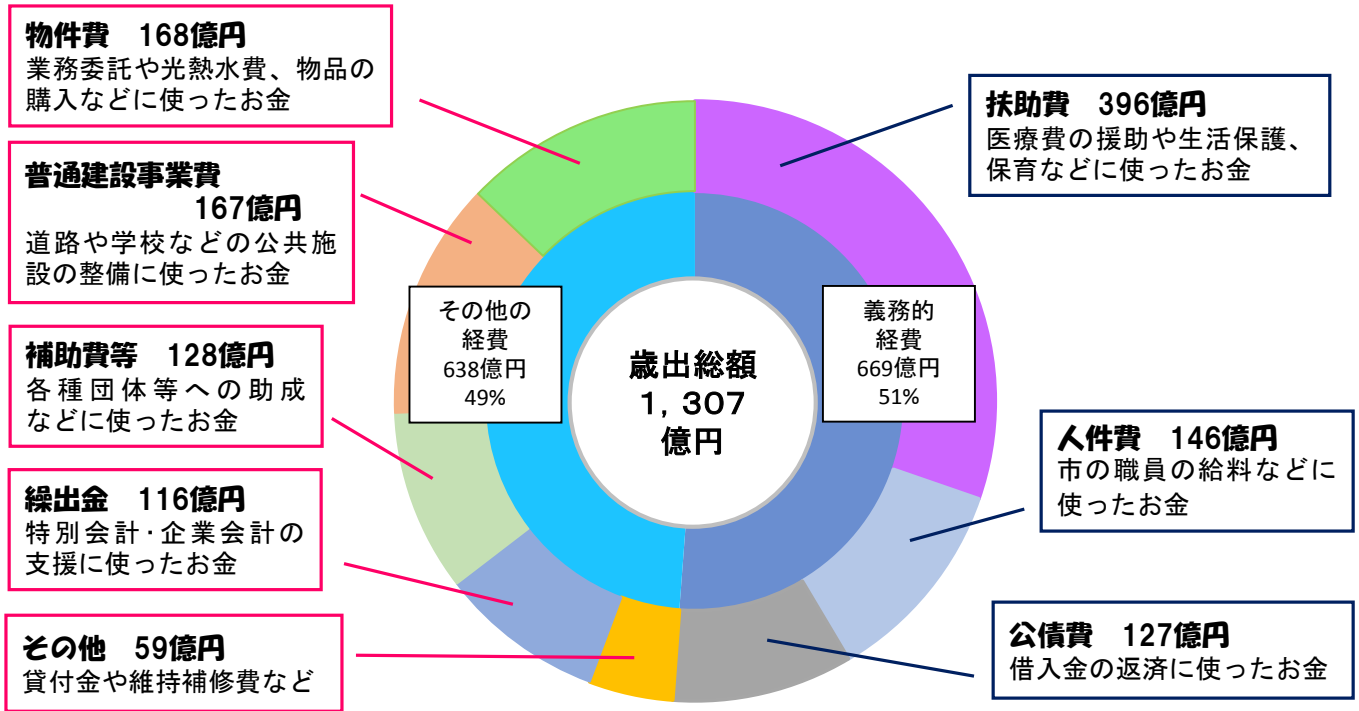 物件費 168億円
業務委託や光熱水費、物品の
購入などに使ったお金
普通建設事業費
167億円
道路や学校などの公共施
設の整備に使ったお金
補助費等 128億円
各種団体等への助成
などに使ったお金
繰出金 116億円
特別会計・企業会計の
支援に使ったお金
その他 59億円
貸付金や維持補修費など
その他の
経費
638億円
49%
歳出総額
1,307
億円
義務的
経費
669億円
51%
扶助費 396億円
医療費の援助や生活保護、
保育などに使ったお金
人件費 146億円
市の職員の給料などに
使ったお金
公債費 127億円
借入金の返済に使ったお金